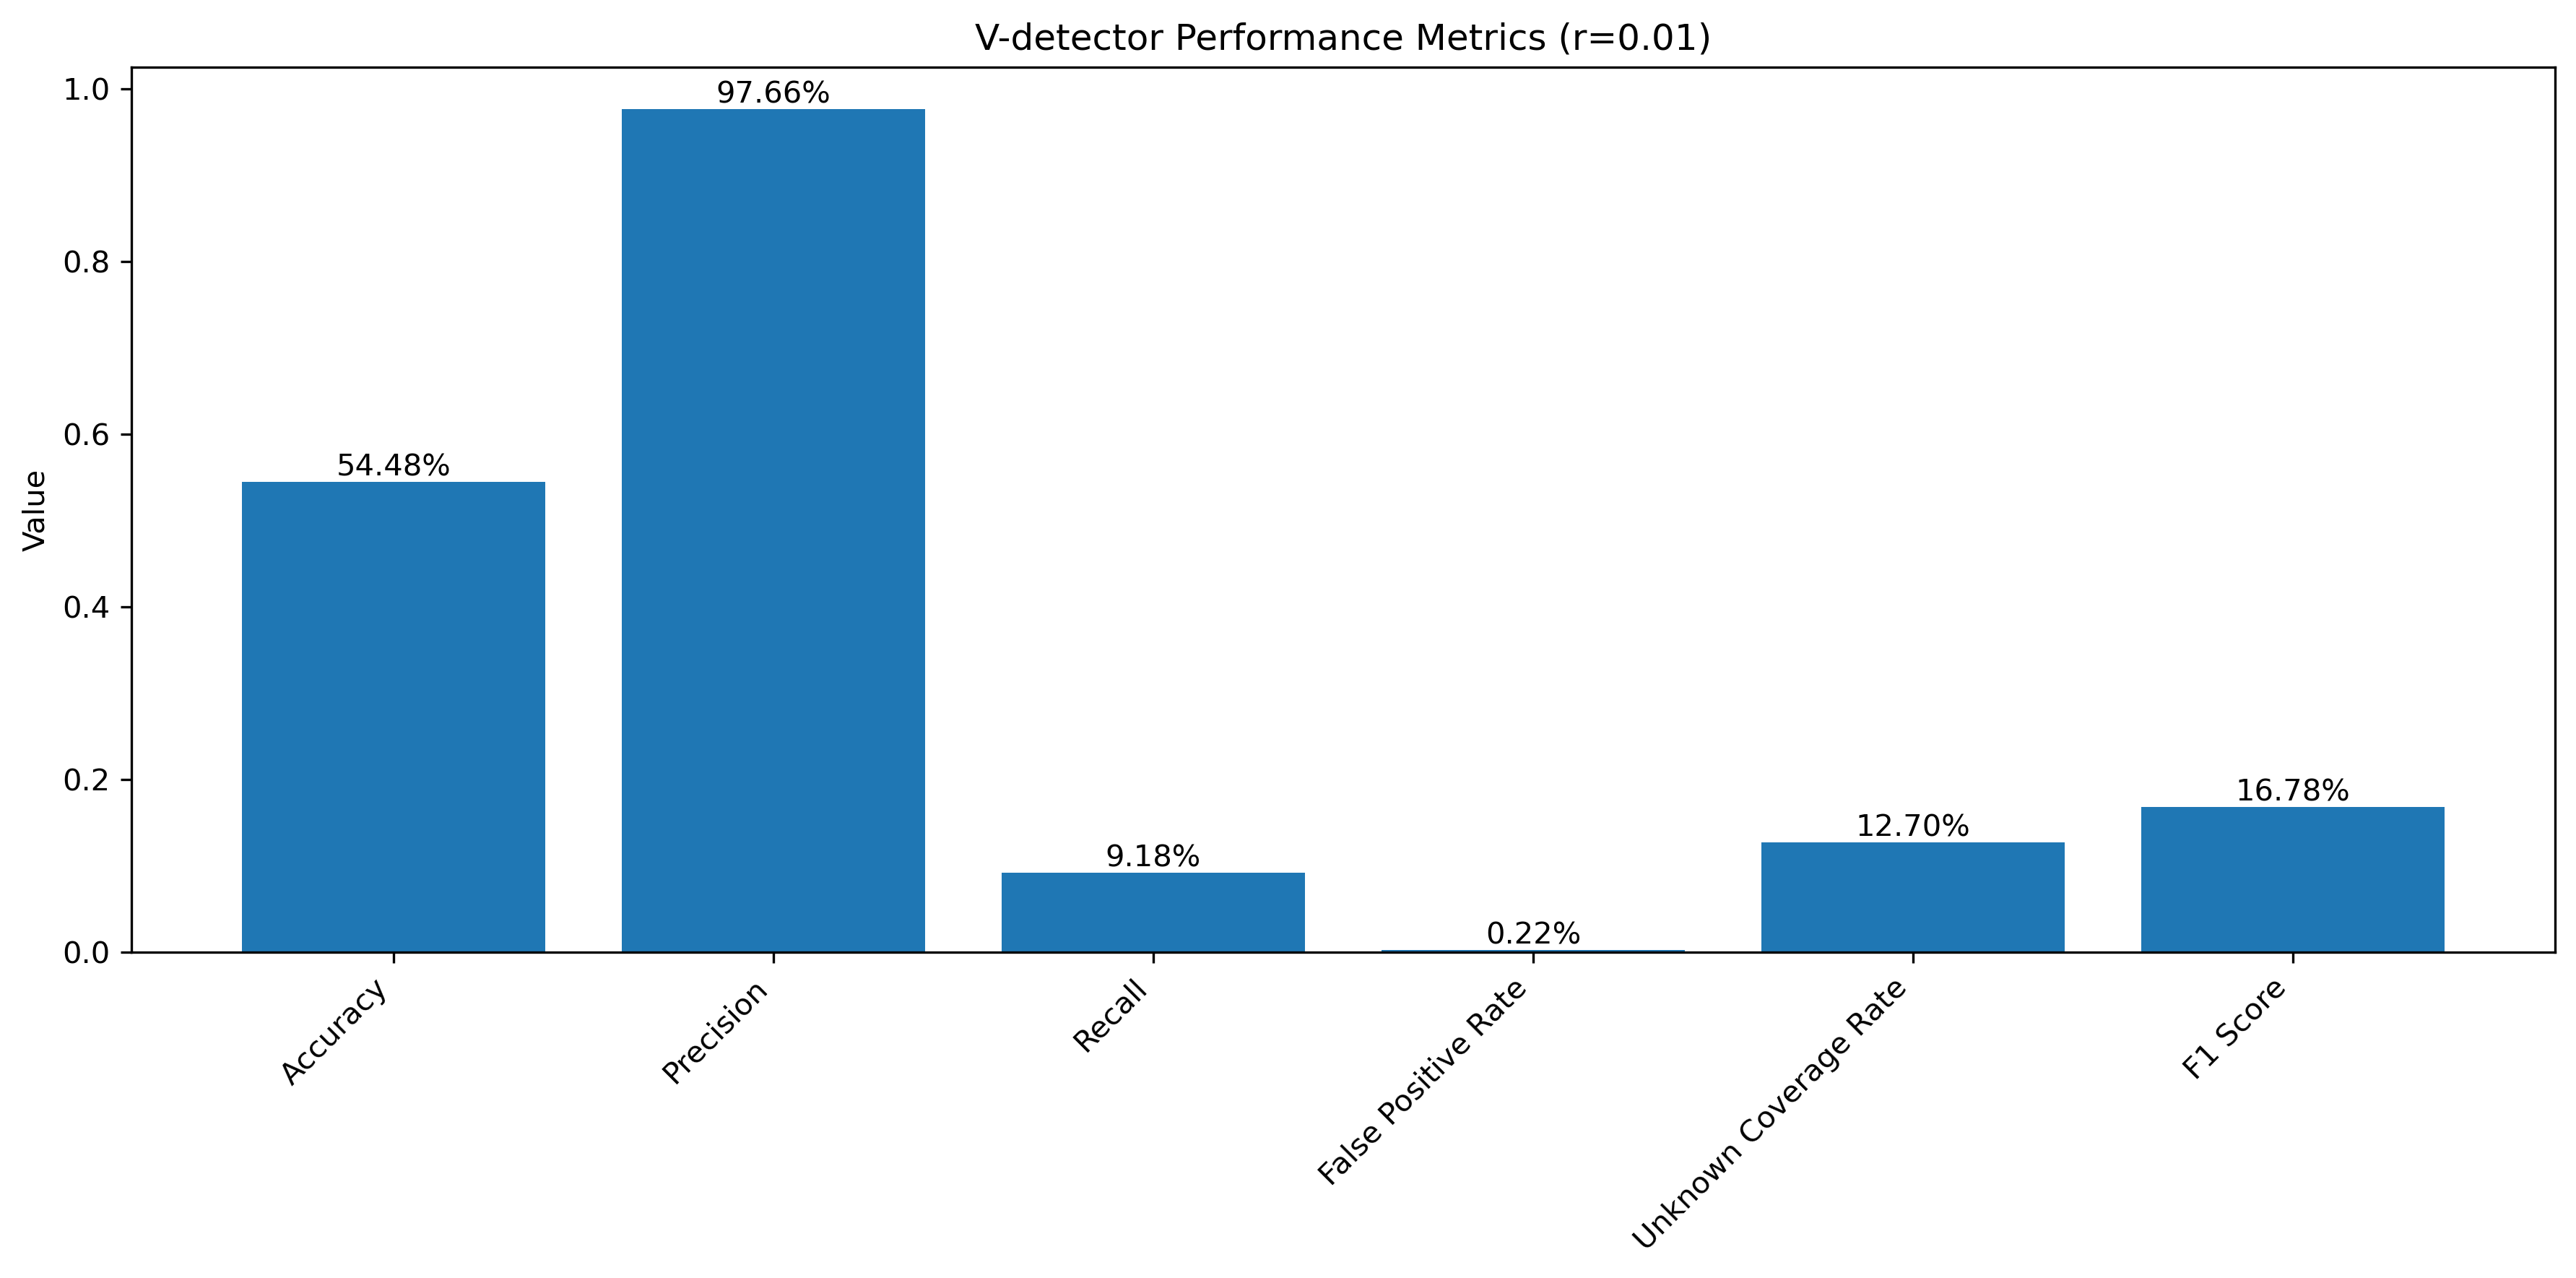 V-detector Performance Metrics (r=0.01)
Value
1.0
0.8
0.6
0.4
0.2
0.0
54.48%
97.66%
9.18%
0.22%
12.70%
16.78%
Accuracy
Precision
Recall
False Positive Rate
Unknown Coverage Rate
F1 Score